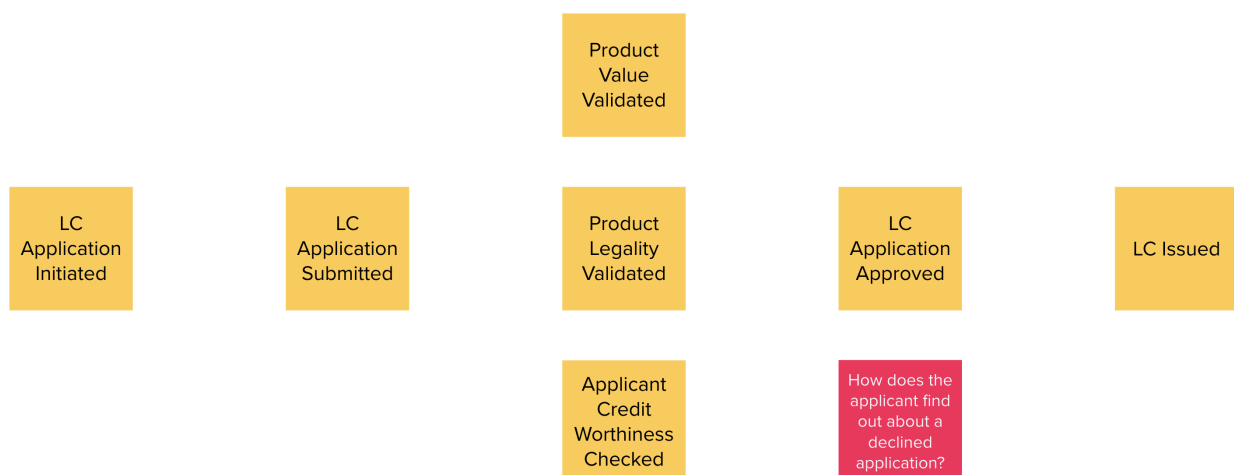 Product
Value
Validated
LC
Application
Initiated
LC
Application
Submitted
Product
Legality
Validated
LC
Application
Approved
LC Issued
Applicant
Credit
Worthiness
Checked
How does the
applicant find
out about a
declined
application?